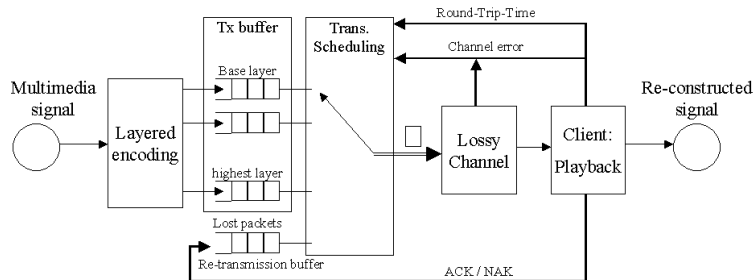 Round-Trip-Time
Tx buffer
Trans.
Scheduling
Channel error
Base layer
Multimedia
signal
Re-constructed
signal
Layered
encoding
Lossy
Channel
Client:
Playback
highest layer
Lost packets
Re-transmission buffer
ACK / NAK